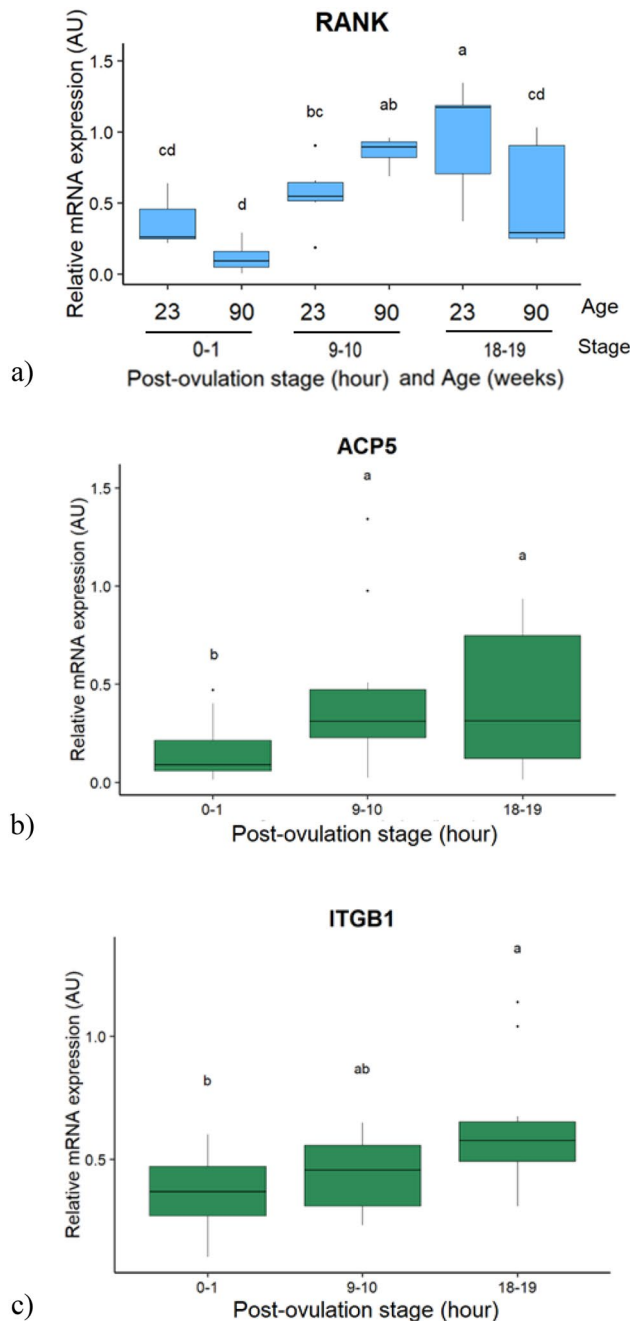 RANK
Relative mRNA expression (AU)
1.5
1.0
0.5
0.0
cd
d
bc
ab
a
cd
23 90 23 90 23 90 Age
0-1 9-10 18-19 Stage
Post-ovulation stage (hour) and Age (weeks)
a)
ACP5
Relative mRNA expression (AU)
1.5
1.0
0.5
0.0
b
a
a
0-1 9-10 18-19
Post-ovulation stage (hour)
b)
ITGB1
Relative mRNA expression (AU)
1.0
0.5
b
ab
a
0-1 9-10 18-19
Post-ovulation stage (hour)
c)